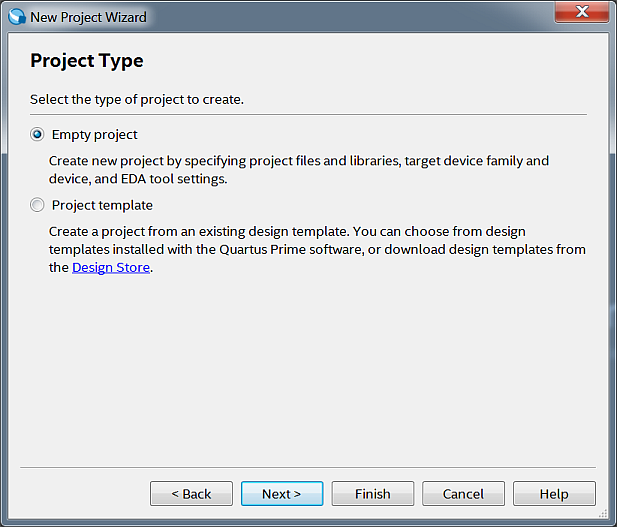 New Project Wizard
Project Type
Select the type of project to create.
Empty project
Create new project by specifying project files and libraries, target device family and
device, and EDA tool settings.
Project template
Create a project from an existing design template. You can choose from design
templates installed with the Quartus Prime software, or download design templates from
the Design Store.
< Back Next > Finish Cancel Help